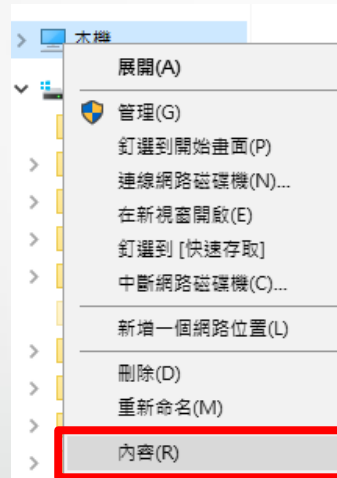 本機
展開(A)
管理(G)
釘選到開始畫面(P)
連線網路磁碟機(N)...
在新視窗開啟(E)
釘選到 [快速存取]
中斷網路磁碟機(C)...
新增一個網路位置(L)
刪除(D)
重新命名(M)
內容(R)